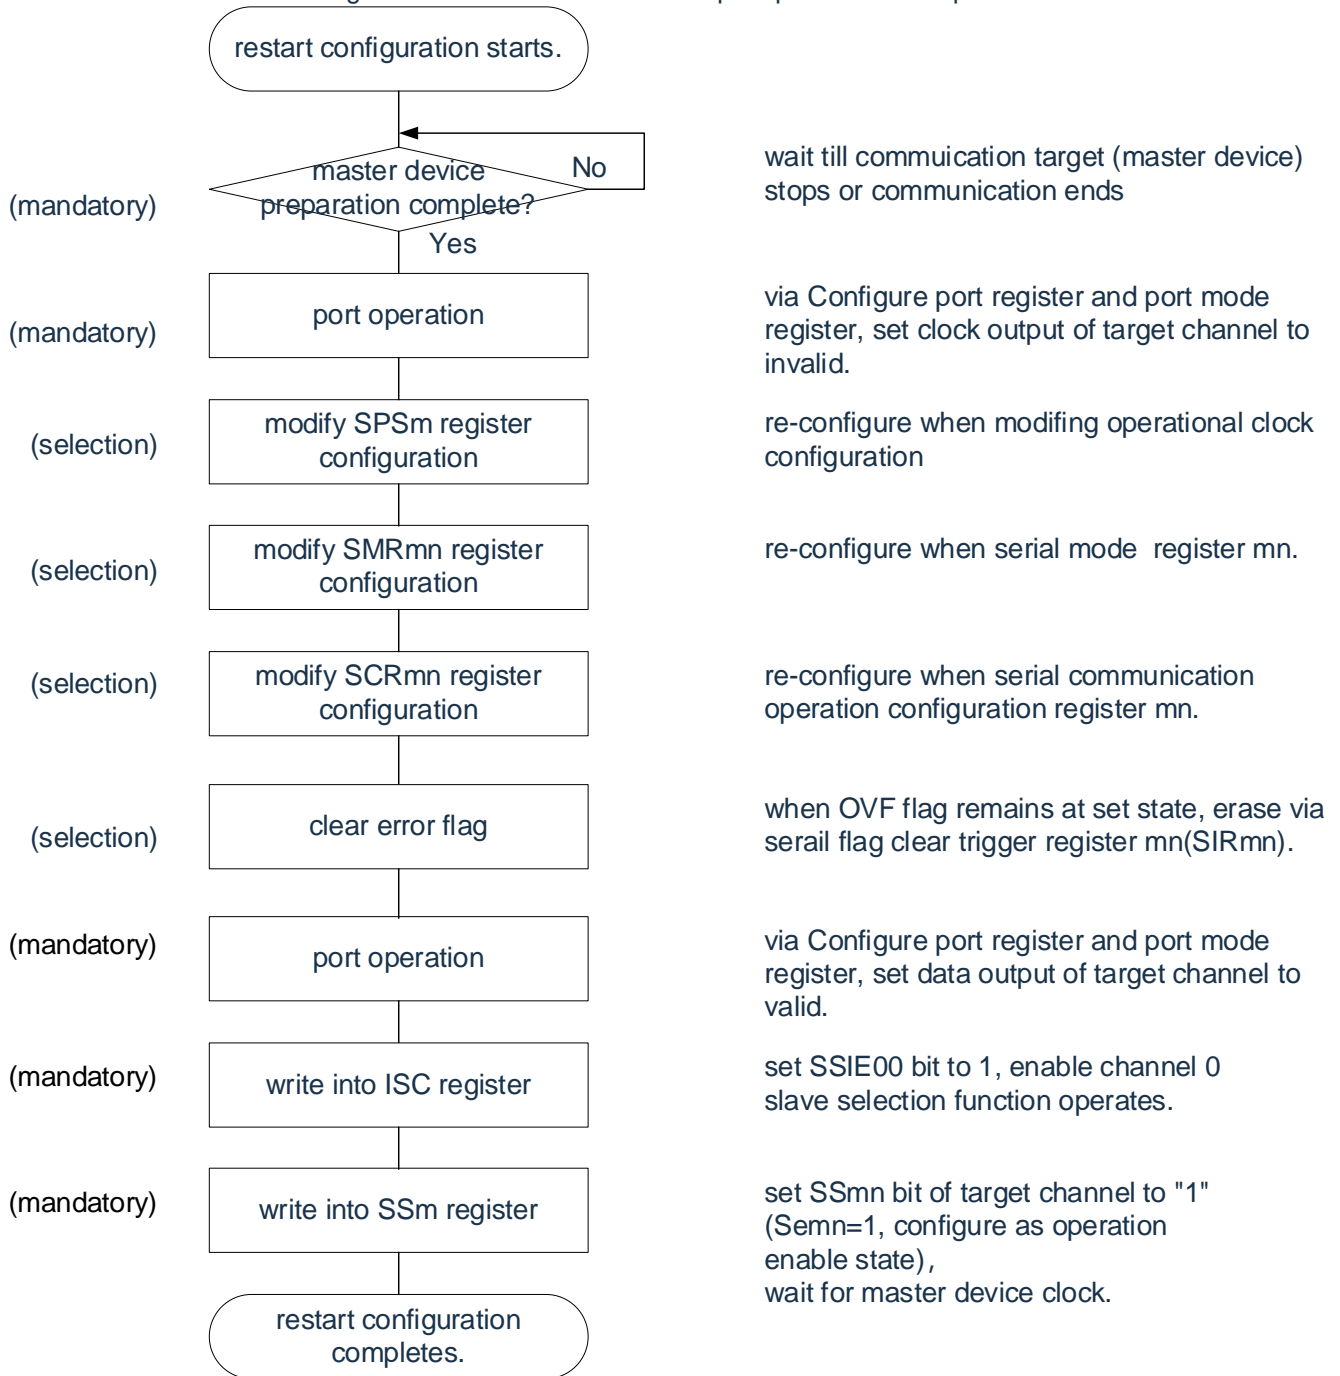 restart configuration starts.
master device
preparation complete?
No
(mandatory)
wait till commuication target (master device)
stops or communication ends
Yes
port operation
(mandatory)
via Configure port register and port mode
register, set clock output of target channel to
invalid.
(selection)
modify SPSm register
configuration
re-configure when modifing operational clock
configuration
(selection)
modify SMRmn register
configuration
re-configure when serial mode register mn.
(selection)
modify SCRmn register
configuration
re-configure when serial communication
operation configuration register mn.
(selection)
clear error flag
when OVF flag remains at set state, erase via
serail flag clear trigger register mn(SIRmn).
(mandatory)
port operation
via Configure port register and port mode
register, set data output of target channel to
valid.
(mandatory)
write into ISC register
set SSIE00 bit to 1, enable channel 0
slave selection function operates.
(mandatory)
write into SSm register
set SSmn bit of target channel to "1"
(Semn=1, configure as operation
enable state),
wait for master device clock.
restart configuration
completes.